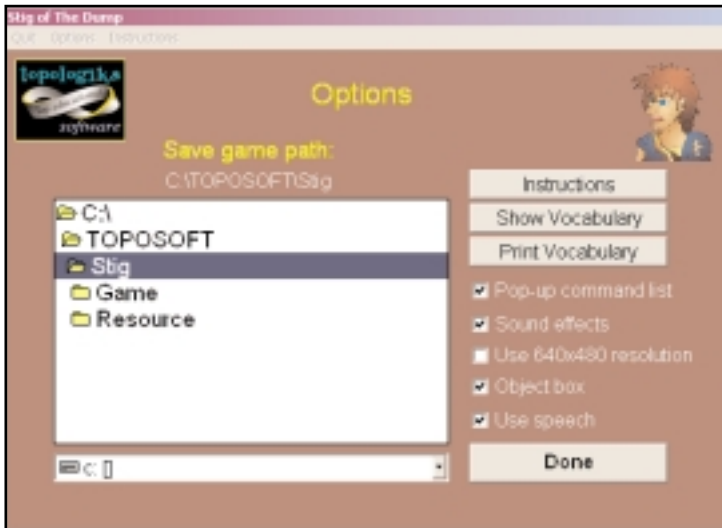 Stig of The Dump
Quit Options Instructions
topologika
software
Options
Save game path:
C:\TOPOSOFT\Stig
C:\
TOPOSOFT
Stig
Game
Resource
c: []
Instructions
Show Vocabulary
Print Vocabulary
Pop-up command list
Sound effects
Use 640x480 resolution
Object box
Use speech
Done